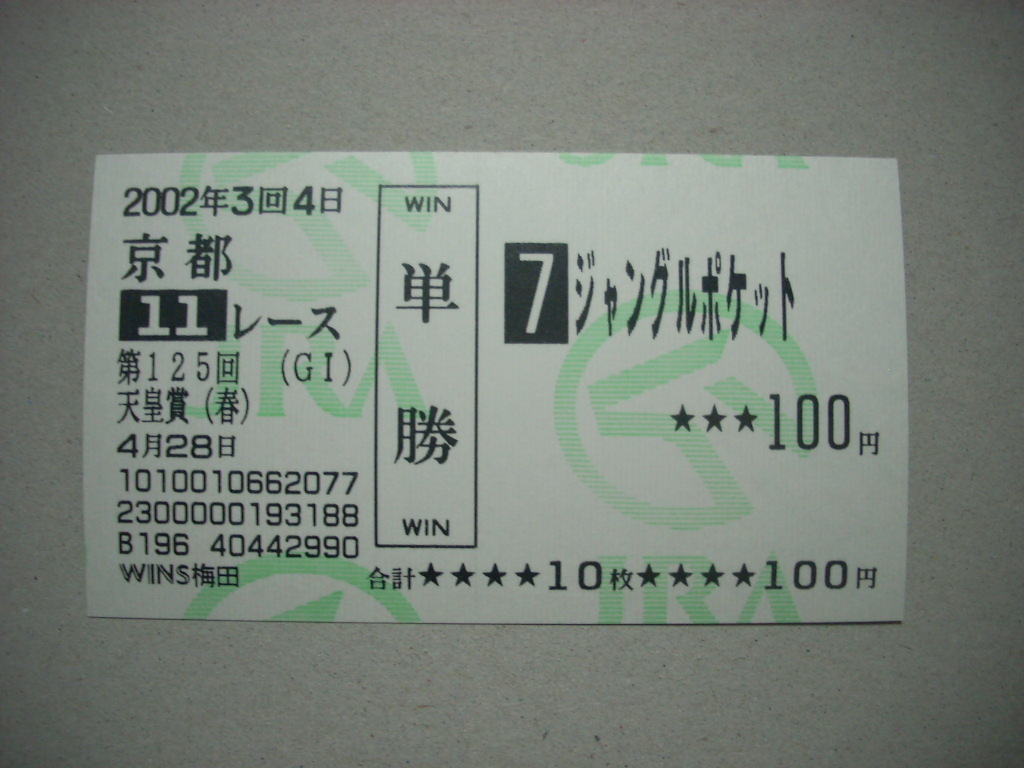 2002年3回4日
京都
11レース
第125回 (GI)
天皇賞(春)
4月28日
1010010662077
2300000193188
B196 40442990
WINS梅田
WIN
単勝
WIN
7 ジャングルポケット
★★★100円
合計★★★★10枚★★★★100円
JRA
JRA
JRA